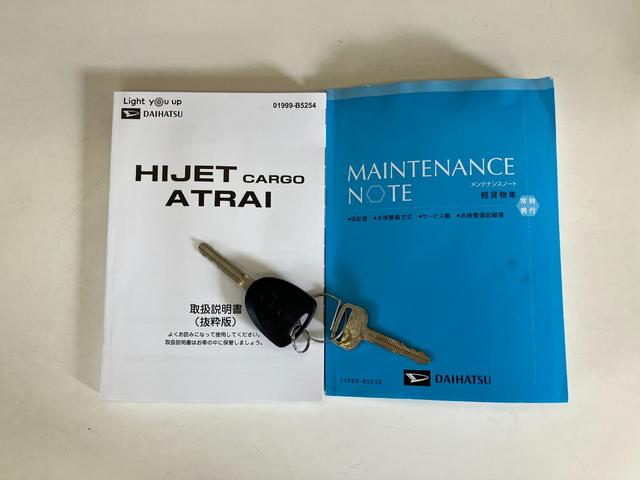 Light you up
DAIHATSU
01999-B5254
HIJET CARGO
ATRAI
取扱説明書
（抜粋版）
よくお読みになって使用してください。
取扱説明書はお車の中に保管しましょう。
MAINTENANCE
NOTE
メンテナンスノート
軽貨物車
常時
携行
●保証書 ●点検整備方式 ●サービス網 ●点検整備記録簿
DAIHATSU